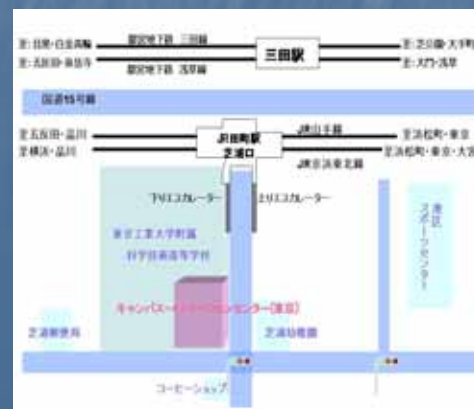 至:目黒・白金高輪
都営地下鉄 三田線
三田駅
至:芝公園・大手町
至:五反田・泉岳寺
都営地下鉄 浅草線
至:大門・浅草
国道15号線
至五反田・品川
JR田町駅
芝浦口
JR山手線
至浜松町・東京
至横浜・品川
JR京浜東北線
至浜松町・東京・大宮
下りエスカレーター
上りエスカレーター
東京工業大学附属
科学技術高等学校
港区
スポーツセンター
キャンパス・イノベーションセンター(東京)
芝浦郵便局
芝浦幼稚園
コーヒーショップ